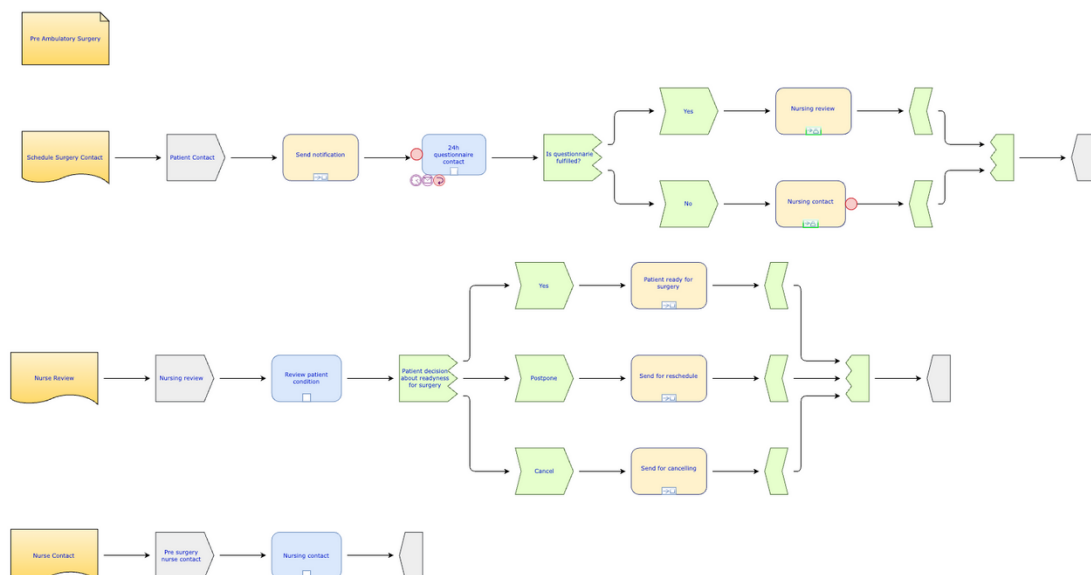 Pre Ambulatory Surgery
Yes
Nursing review
Schedule Surgery Contact
Patient Contact
Send notification
24h
questionnaire
contact
Is questionnarie
fulfilled?
No
Nursing contact
Yes
Patient ready for
surgery
Nurse Review
Nursing review
Review patient
condition
Patient decision
about readyness
for surgery
Postpone
Send for reschedule
Cancel
Send for cancelling
Nurse Contact
Pre surgery
nurse contact
Nursing contact